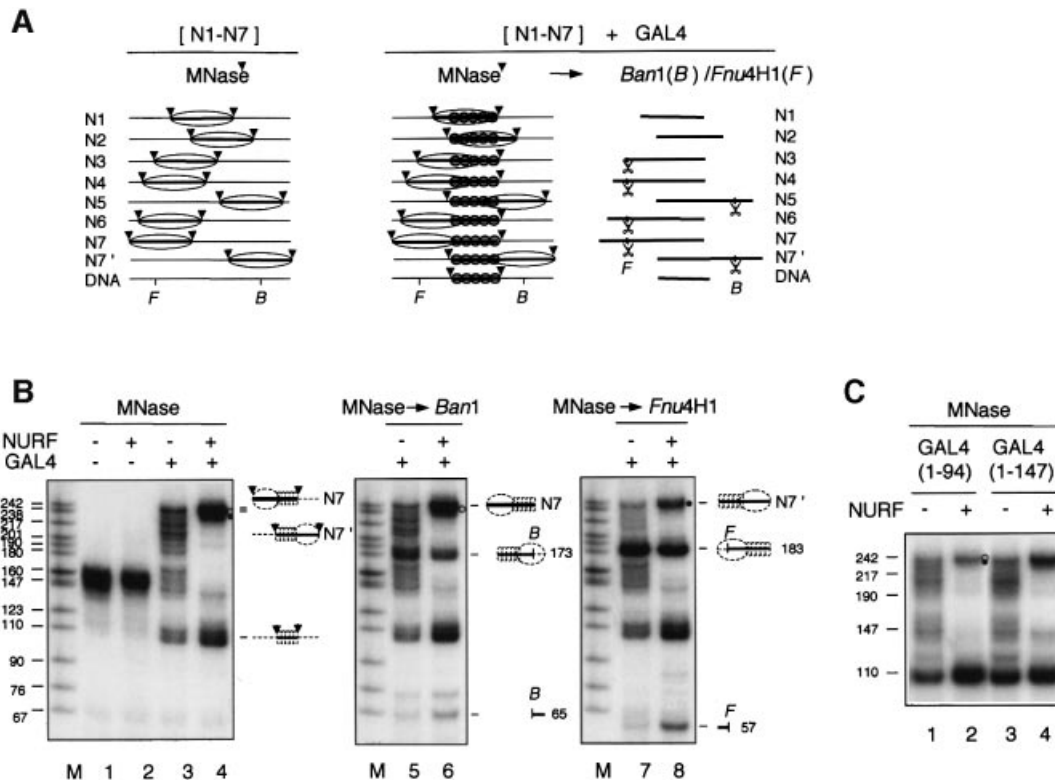 A
[ N1-N7 ]
[ N1-N7 ] + GAL4
MNase
MNase → Ban1(B) /Fnu4H1(F)
N1 N1
N2 N2
N3 N3
N4 N4
N5 N5
N6 N6
N7 N7
N7 ' F N7 '
DNA B DNA
F B F B
B
MNase
NURF - + - +
GAL4 - - + +
242
238
217
201
190
180
160
147
123
110
90
76
67
N7
N7 '
M 1 2 3 4
MNase → Ban1
- +
+ +
N7
B
173
B
65
M 5 6
MNase → Fnu4H1
- +
+ +
N7 '
F
183
F
57
M 7 8
C
MNase
GAL4 GAL4
(1-94) (1-147)
NURF - + - +
242
217
190
147
110
1 2 3 4